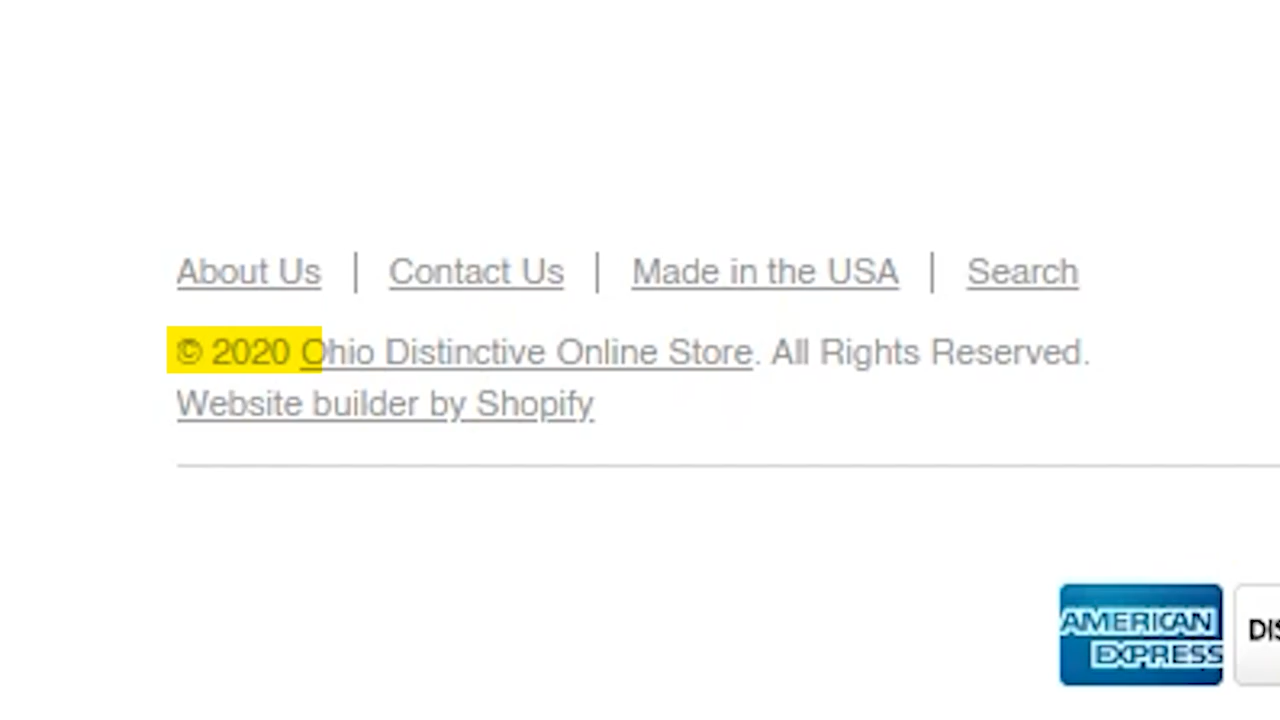 About Us | Contact Us | Made in the USA | Search
© 2020 Ohio Distinctive Online Store. All Rights Reserved.
Website builder by Shopify
AMERICAN
EXPRESS